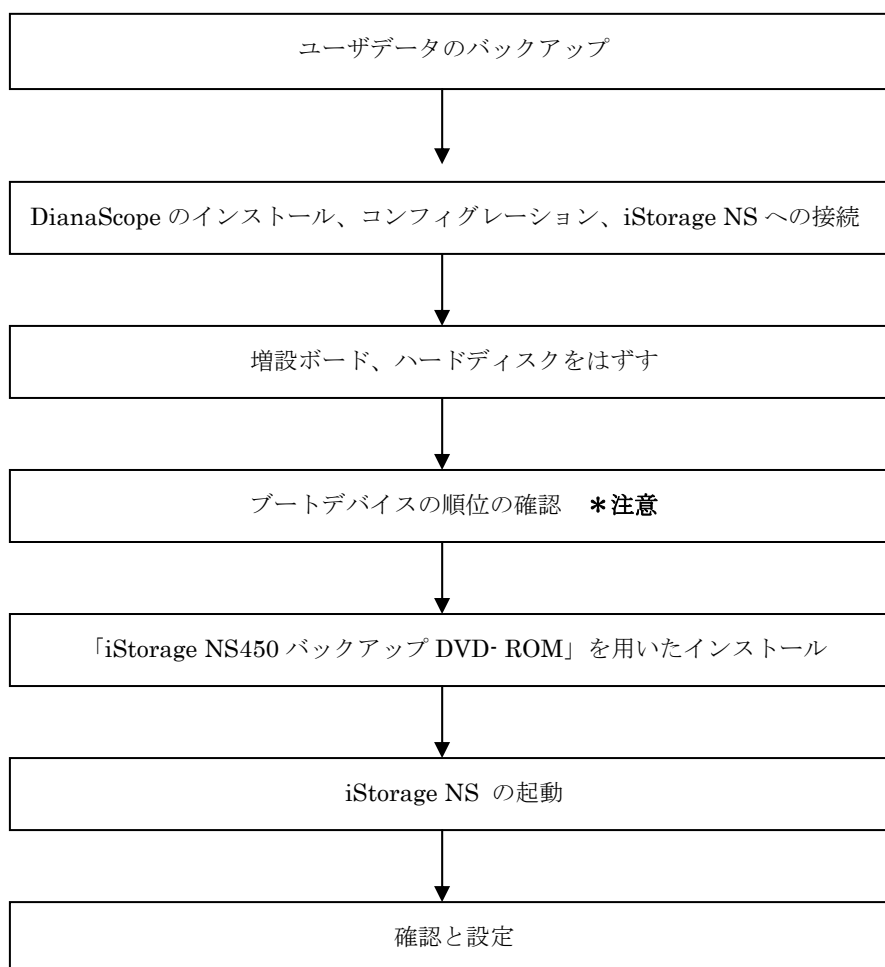 ユーザデータのバックアップ
DianaScope のインストール、コンフィグレーション、iStorage NS への接続
増設ボード、ハードディスクをはずす
ブートデバイスの順位の確認　＊注意
「iStorage NS450 バックアップ DVD- ROM」を用いたインストール
iStorage NS の起動
確認と設定